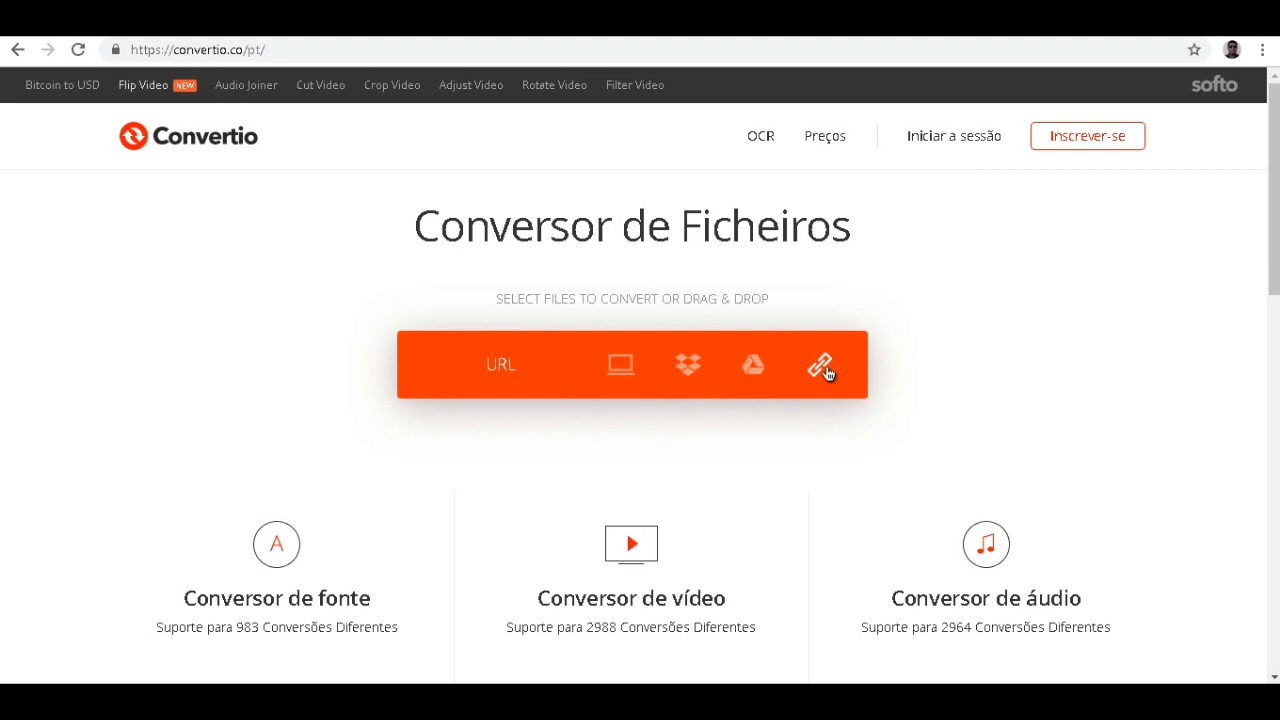 https://convertio.co/pt/
Bitcoin to USD Flip Video NEW Audio Joiner Cut Video Crop Video Adjust Video Rotate Video Filter Video softo
Convertio OCR Preços Iniciar a sessão Inscrever-se
Conversor de Ficheiros
SELECT FILES TO CONVERT OR DRAG & DROP
URL
A
Conversor de fonte Conversor de vídeo Conversor de áudio
Suporte para 983 Conversões Diferentes Suporte para 2988 Conversões Diferentes Suporte para 2964 Conversões Diferentes